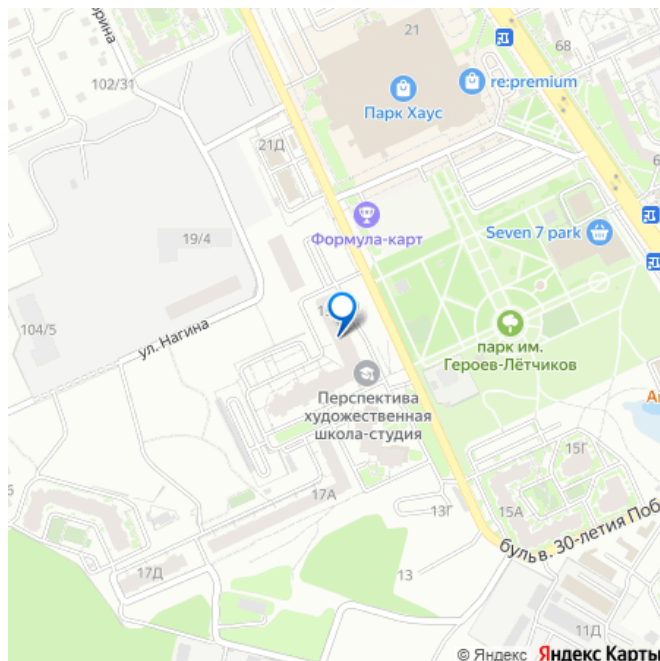 21
68
102/31
re:premium
Парк Хаус
21Д
19/4
Формула-карт
Seven 7 park
104/5
ул. Нагина
парк им.
Героев-Лётчиков
Перспектива
художественная
школа-студия
15Г
17А
13Г
15А
бульв. 30-летия Поб
17Д
13
11Д
© Яндекс Яндекс Карты